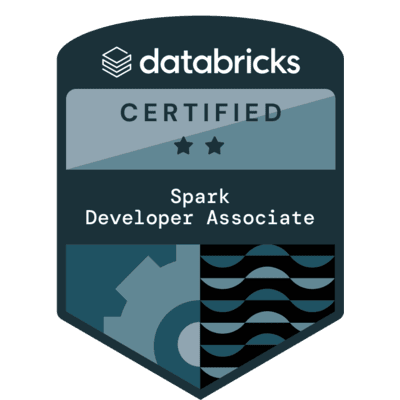 databricks
CERTIFIED
Spark
Developer Associate